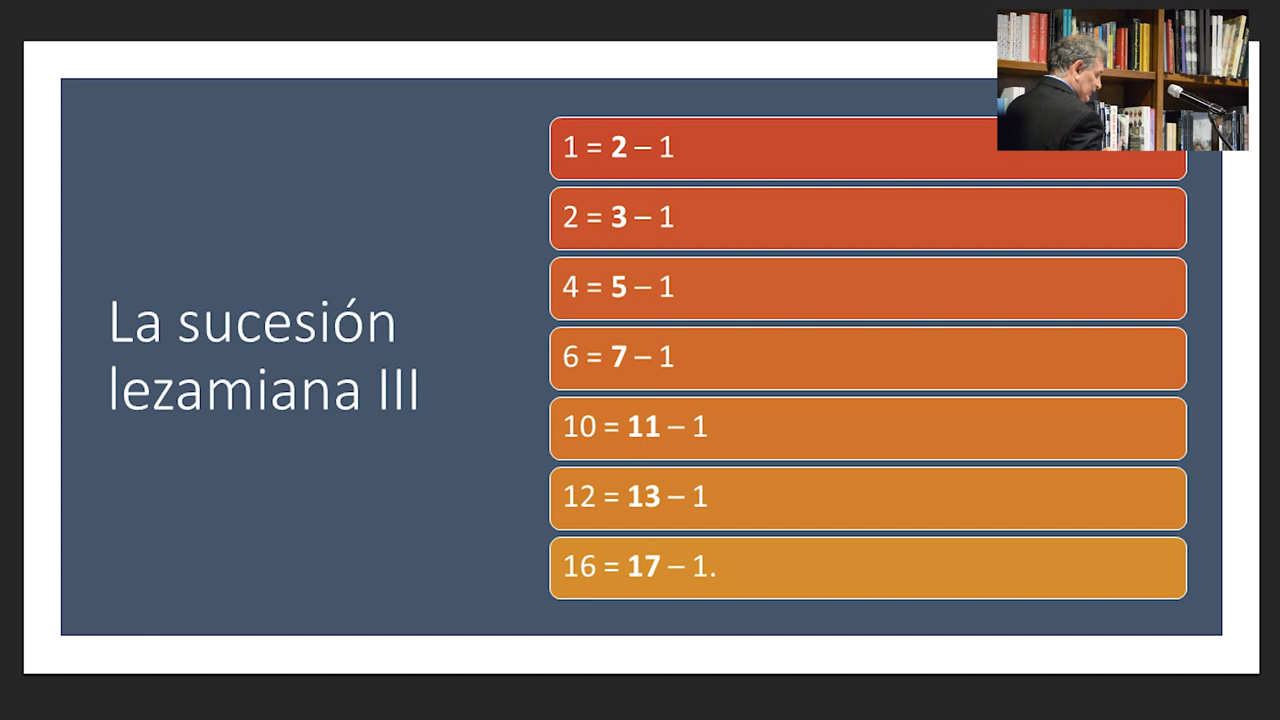 La sucesión
lezamiana III
1 = 2 – 1
2 = 3 – 1
4 = 5 – 1
6 = 7 – 1
10 = 11 – 1
12 = 13 – 1
16 = 17 – 1.